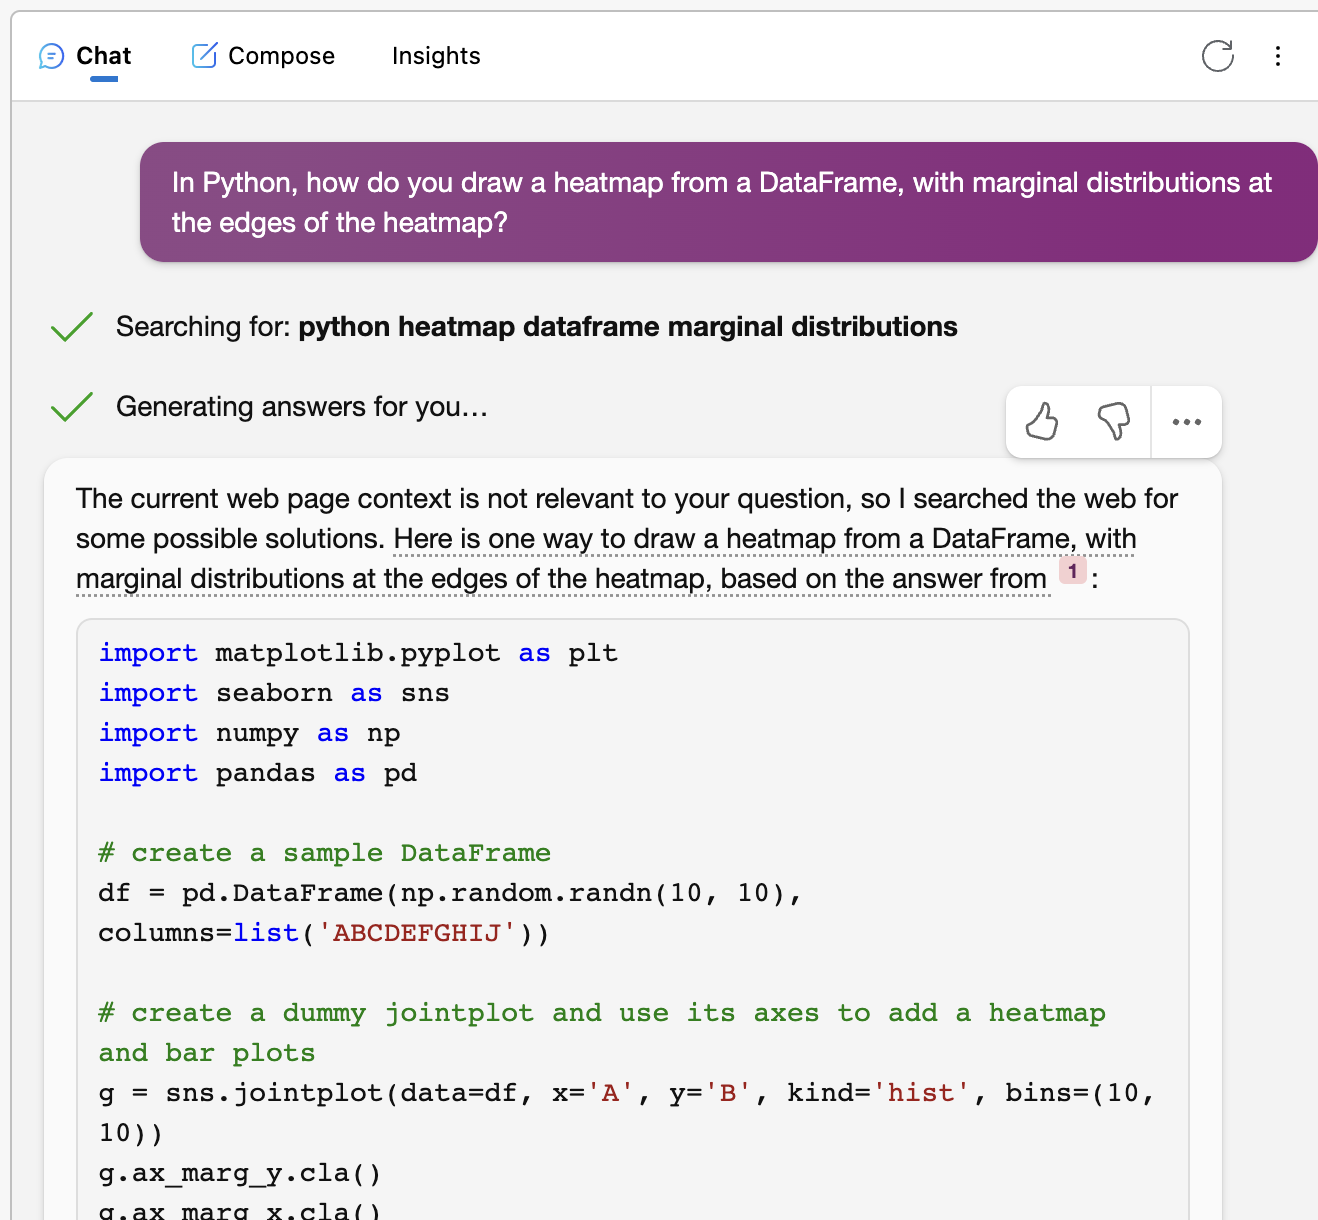 Chat Compose Insights
In Python, how do you draw a heatmap from a DataFrame, with marginal distributions at
the edges of the heatmap?
Searching for: python heatmap dataframe marginal distributions
Generating answers for you...
The current web page context is not relevant to your question, so I searched the web for
some possible solutions. Here is one way to draw a heatmap from a DataFrame, with
marginal distributions at the edges of the heatmap, based on the answer from 1 :
import matplotlib.pyplot as plt
import seaborn as sns
import numpy as np
import pandas as pd
# create a sample DataFrame
df = pd.DataFrame(np.random.randn(10, 10),
columns=list('ABCDEFGHIJ'))
# create a dummy jointplot and use its axes to add a heatmap
and bar plots
g = sns.jointplot(data=df, x='A', y='B', kind='hist', bins=(10,
10))
g.ax_marg_y.cla()
g.ax_marg_x.cla()